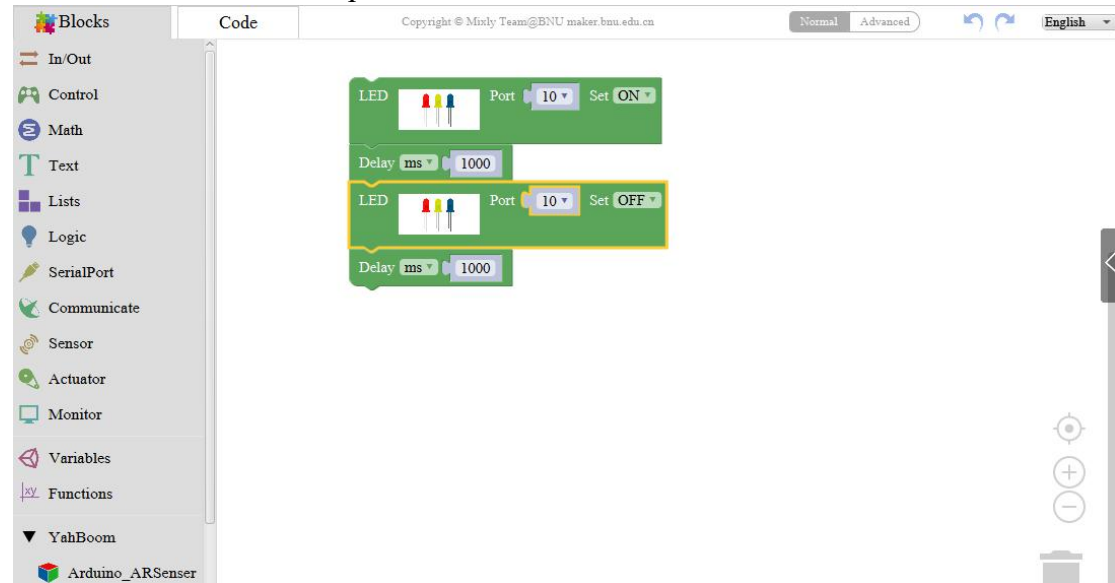 Blocks
Code
Copyright © Mixly Team@BNU maker.bnu.edu.cn
Normal Advanced
English
In/Out
Control
Math
Text
Lists
Logic
SerialPort
Communicate
Sensor
Actuator
Monitor
Variables
Functions
YahBoom
Arduino_ARSenser
LED Port 10 Set ON
Delay ms 1000
LED Port 10 Set OFF
Delay ms 1000